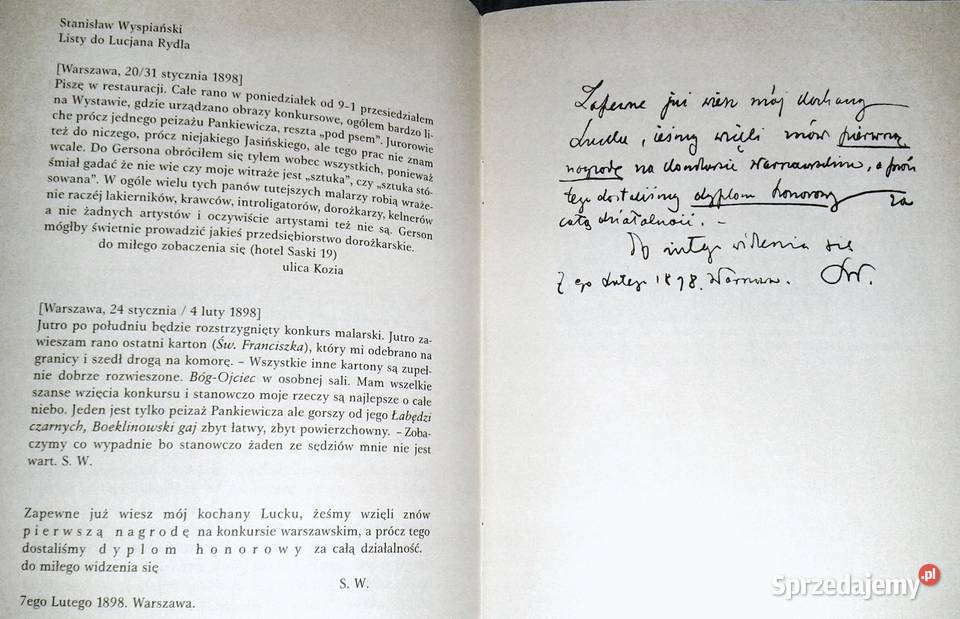 Stanisław Wyspiański
Listy do Lucjana Rydla
[Warszawa, 20/31 stycznia 1898]
Piszę w restauracji. Całe rano w poniedziałek od 9–1 przesiedziałem
na Wystawie, gdzie urządzano obrazy konkursowe, ogółem bardzo li-
che prócz jednego peizażu Pankiewicza, reszta „pod psem". Jurorowie
też do niczego, prócz niejakiego Jasińskiego, ale tego prac nie znam
wcale. Do Gersona obróciłem się tyłem wobec wszystkich, ponieważ
śmiał gadać że nie wie czy moje witraże jest „sztuka", czy „sztuka stó-
sowana". W ogóle wielu tych panów tutejszych malarzy robią wraże-
nie raczéj lakierników, krawców, introligatorów, dorożkarzy, kelnerów
a nie żadnych artystów i oczywiście artystami też nie są. Gerson
mógłby świetnie prowadzić jakieś przedsiębiorstwo dorożkarskie.
do miłego zobaczenia się (hotel Saski 19)
ulica Kozia
[Warszawa, 24 stycznia / 4 luty 1898]
Jutro po południu będzie rozstrzygnięty konkurs malarski. Jutro za-
wieszam rano ostatni karton (Św. Franciszka), który mi odebrano na
granicy i szedł drogą na komorę. – Wszystkie inne kartony są zupeł-
nie dobrze rozwieszone. Bóg-Ojciec w osobnej sali. Mam wszelkie
szanse wzięcia konkursu i stanowczo moje rzeczy są najlepsze o całe
niebo. Jeden jest tylko peizaż Pankiewicza ale gorszy od jego Łabędzi
czarnych, Boeklinowski gaj zbyt łatwy, zbyt powierzchowny. – Zoba-
czymy co wypadnie bo stanowczo żaden ze sędziów mnie nie jest
wart. S. W.
Zapewne już wiesz mój kochany Lucku, żeśmy wzięli znów
pierwszą nagrodę na konkursie warszawskim, a prócz tego
dostaliśmy dyplom honorowy za całą działalność.
do miłego widzenia się
S. W.
7ego Lutego 1898. Warszawa.
Zapewne już wiesz mój kochany
Lucku, żeśmy wzięli znów pierwszą
nagrodę na konkursie warszawskim, a prócz
tego dostaliśmy dyplom honorowy za
całą działalność. –
do miłego widzenia się
7ego Lutego 1898. Warszawa. SW.
Sprzedajemy.pl